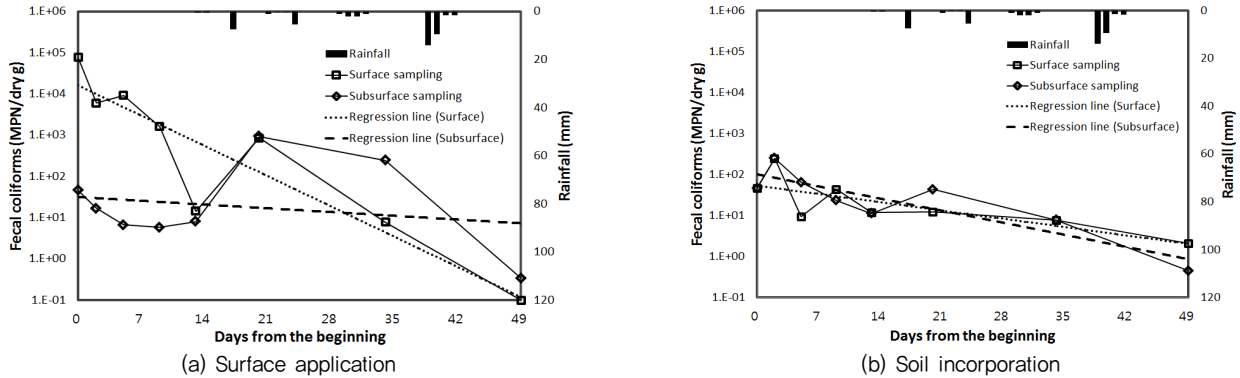 1.E+06
1.E+05
1.E+04
1.E+03
1.E+02
1.E+01
1.E+00
1.E-01
Fecal coliforms (MPN/dry g)
0
20
40
60
80
100
120
Rainfall (mm)
Rainfall
Surface sampling
Subsurface sampling
Regression line (Surface)
Regression line (Subsurface)
0 7 14 21 28 35 42 49
Days from the beginning
(a) Surface application
1.E+06
1.E+05
1.E+04
1.E+03
1.E+02
1.E+01
1.E+00
1.E-01
Fecal coliforms (MPN/dry g)
0
20
40
60
80
100
120
Rainfall (mm)
Rainfall
Surface sampling
Subsurface sampling
Regression line (Surface)
Regression line (Subsurface)
0 7 14 21 28 35 42 49
Days from the beginning
(b) Soil incorporation